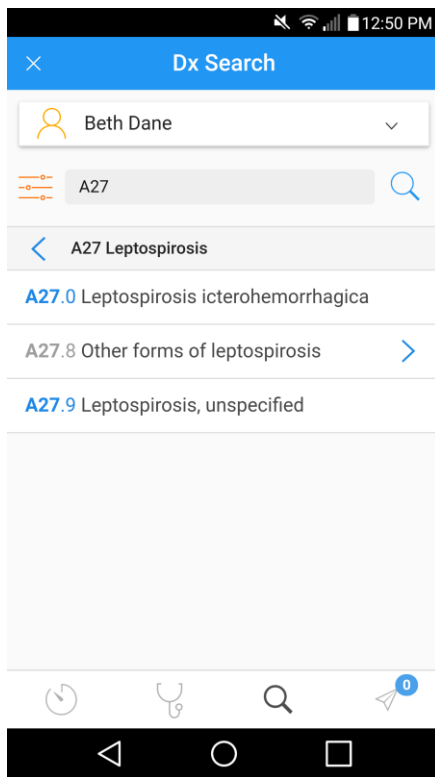 12:50 PM
Dx Search
Beth Dane
A27
A27 Leptospirosis
A27.0 Leptospirosis icterohemorrhagica
A27.8 Other forms of leptospirosis
A27.9 Leptospirosis, unspecified
0